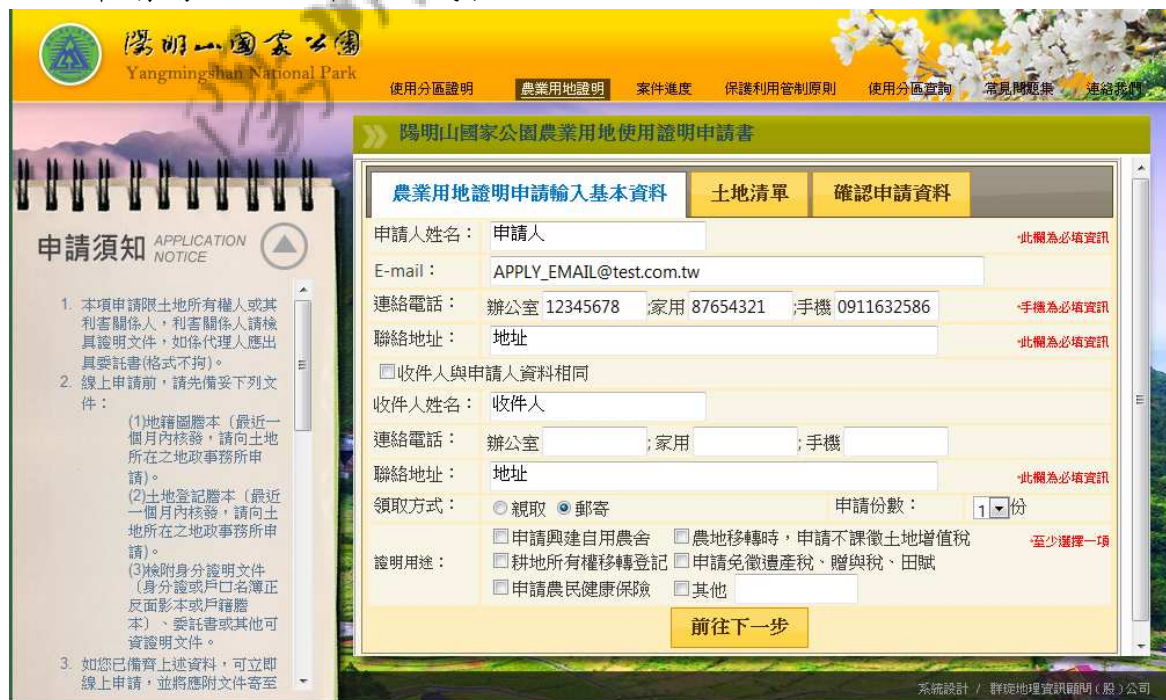 陽明山國家公園
Yangmingshan National Park
使用分區證明 農業用地證明 案件進度 保護利用管制原則 使用分區查詢 常見問題集 連絡我們
陽明山國家公園農業用地使用證明申請書
申請須知 APPLICATION NOTICE
1. 本項申請限土地所有權人或其
利害關係人，利害關係人請檢
具證明文件，如係代理人應出
具委託書(格式不拘)。
2. 線上申請前，請先備妥下列文
件：
(1)地籍圖謄本（最近一
個月內核發，請向土地
所在之地政事務所申
請)。
(2)土地登記謄本（最近
一個月內核發，請向土
地所在之地政事務所申
請)。
(3)檢附身分證明文件
（身分證或戶口名簿正
反面影本或戶籍謄
本）、委託書或其他可
資證明文件。
3. 如您已備齊上述資料，可立即
線上申請，並將應附文件寄至
農業用地證明申請輸入基本資料 土地清單 確認申請資料
申請人姓名： 申請人 *此欄為必填資訊
E-mail： APPLY_EMAIL@test.com.tw
連絡電話： 辦公室 12345678 ;家用 87654321 ;手機 0911632586 *手機為必填資訊
聯絡地址： 地址 *此欄為必填資訊
收件人與申請人資料相同
收件人姓名： 收件人
連絡電話： 辦公室 ;家用 ;手機
聯絡地址： 地址 *此欄為必填資訊
領取方式： 親取 郵寄 申請份數： 1 份
證明用途： 申請興建自用農舍 農地移轉時，申請不課徵土地增值稅 *至少選擇一項
耕地所有權移轉登記 申請免徵遺產稅、贈與稅、田賦
申請農民健康保險 其他
前往下一步
系統設計 / 群琁地理資訊顧問(股)公司